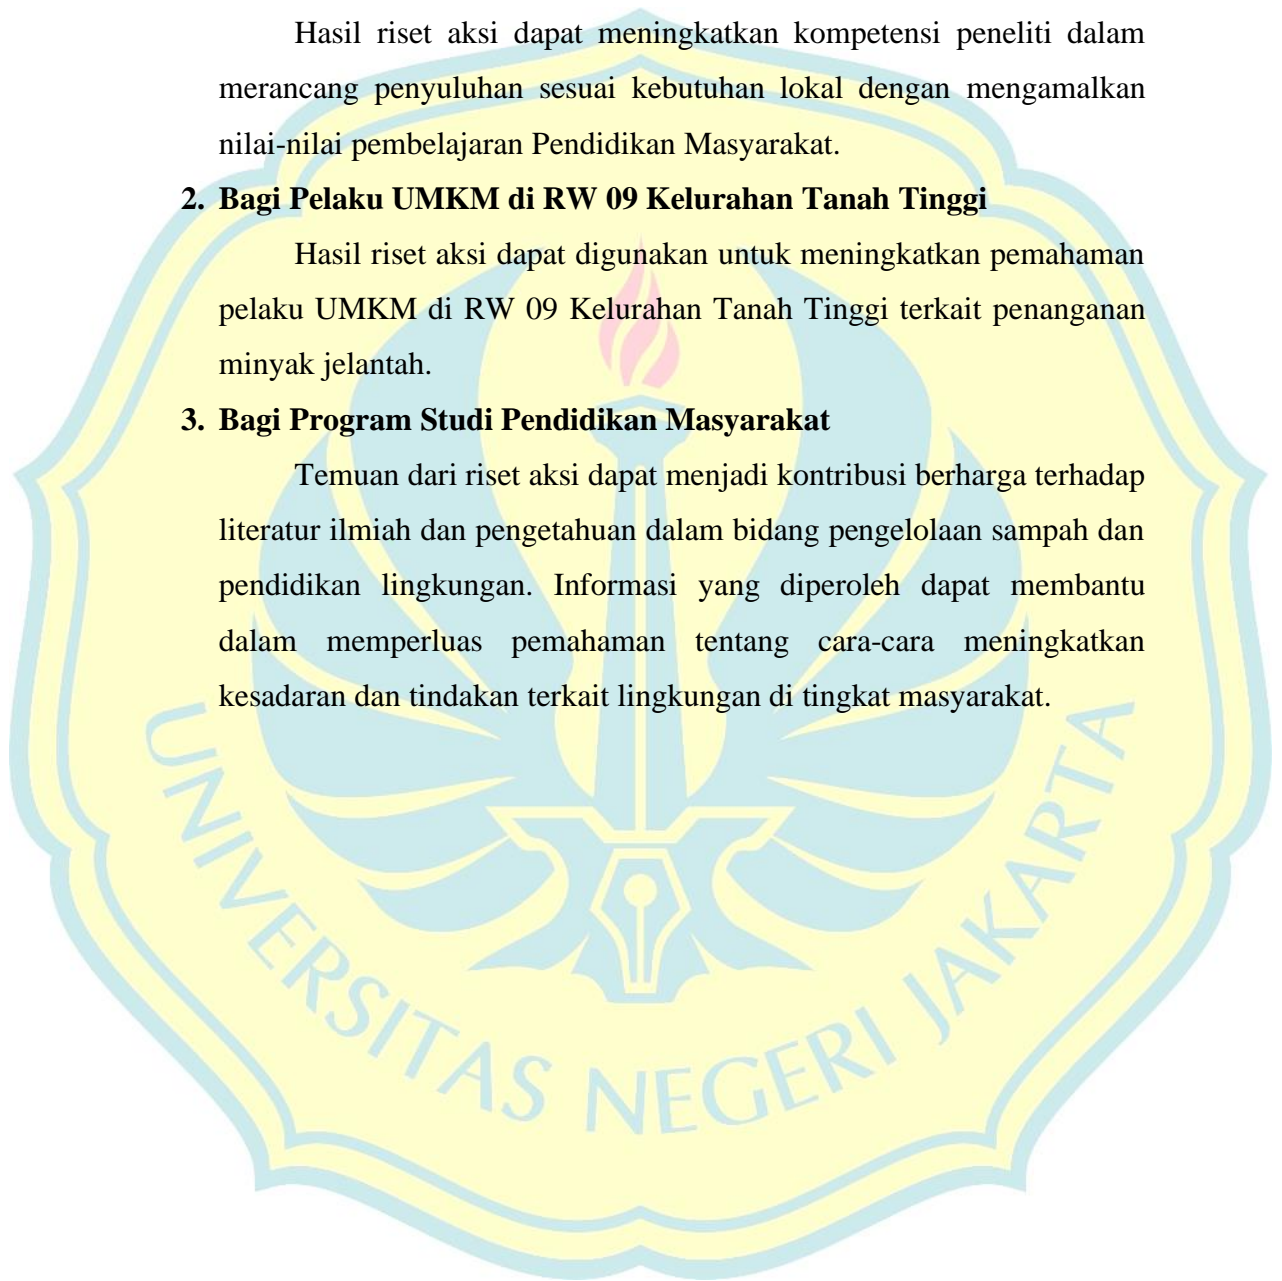 Hasil riset aksi dapat meningkatkan kompetensi peneliti dalam
merancang penyuluhan sesuai kebutuhan lokal dengan mengamalkan
nilai-nilai pembelajaran Pendidikan Masyarakat.
2. Bagi Pelaku UMKM di RW 09 Kelurahan Tanah Tinggi
Hasil riset aksi dapat digunakan untuk meningkatkan pemahaman
pelaku UMKM di RW 09 Kelurahan Tanah Tinggi terkait penanganan
minyak jelantah.
3. Bagi Program Studi Pendidikan Masyarakat
Temuan dari riset aksi dapat menjadi kontribusi berharga terhadap
literatur ilmiah dan pengetahuan dalam bidang pengelolaan sampah dan
pendidikan lingkungan. Informasi yang diperoleh dapat membantu
dalam memperluas pemahaman tentang cara-cara meningkatkan
kesadaran dan tindakan terkait lingkungan di tingkat masyarakat.
UNIVERSITAS NEGERI JAKARTA